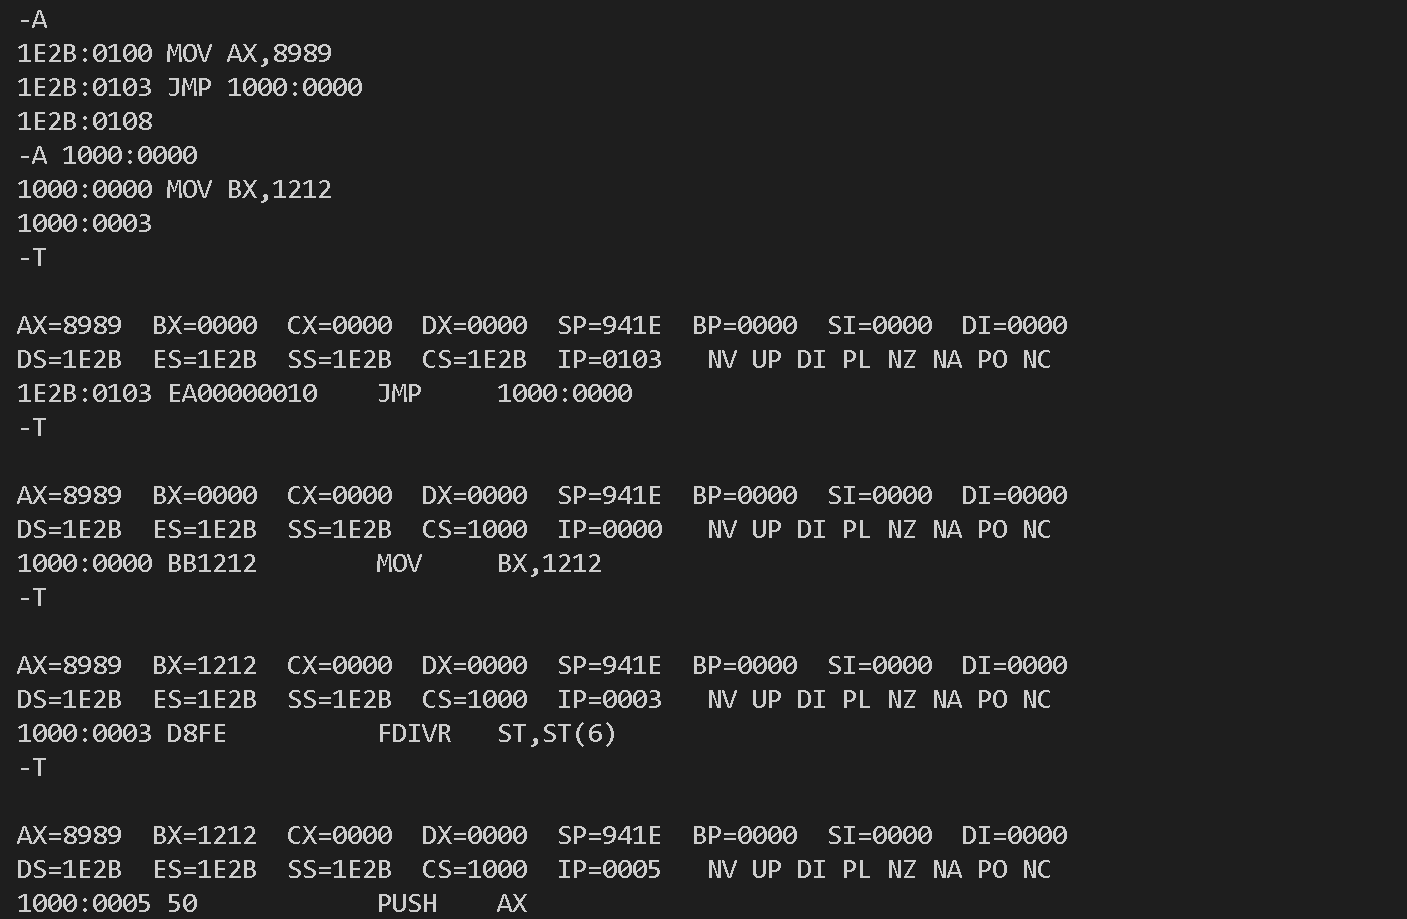 -A
1E2B:0100 MOV AX,8989
1E2B:0103 JMP 1000:0000
1E2B:0108
-A 1000:0000
1000:0000 MOV BX,1212
1000:0003
-T
AX=8989  BX=0000  CX=0000  DX=0000  SP=941E  BP=0000  SI=0000  DI=0000
DS=1E2B  ES=1E2B  SS=1E2B  CS=1E2B  IP=0103   NV UP DI PL NZ NA PO NC
1E2B:0103 EA00000010    JMP     1000:0000
-T
AX=8989  BX=0000  CX=0000  DX=0000  SP=941E  BP=0000  SI=0000  DI=0000
DS=1E2B  ES=1E2B  SS=1E2B  CS=1000  IP=0000   NV UP DI PL NZ NA PO NC
1000:0000 BB1212        MOV     BX,1212
-T
AX=8989  BX=1212  CX=0000  DX=0000  SP=941E  BP=0000  SI=0000  DI=0000
DS=1E2B  ES=1E2B  SS=1E2B  CS=1000  IP=0003   NV UP DI PL NZ NA PO NC
1000:0003 D8FE          FDIVR   ST,ST(6)
-T
AX=8989  BX=1212  CX=0000  DX=0000  SP=941E  BP=0000  SI=0000  DI=0000
DS=1E2B  ES=1E2B  SS=1E2B  CS=1000  IP=0005   NV UP DI PL NZ NA PO NC
1000:0005 50            PUSH    AX